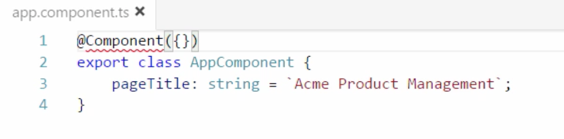 app.component.ts ✖
1 @Component({})
2 export class AppComponent {
3     pageTitle: string = `Acme Product Management`;
4 }